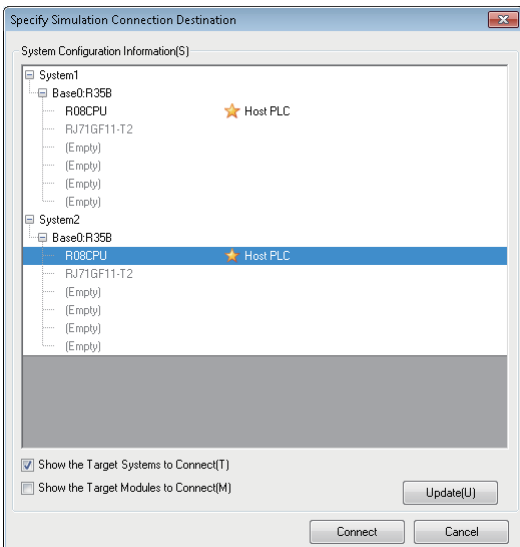 Specify Simulation Connection Destination
System Configuration Information(S)
System1
Base0:R35B
R08CPU Host PLC
RJ71GF11-T2
(Empty)
(Empty)
(Empty)
(Empty)
System2
Base0:R35B
R08CPU Host PLC
RJ71GF11-T2
(Empty)
(Empty)
(Empty)
(Empty)
Show the Target Systems to Connect(T)
Show the Target Modules to Connect(M)
Update(U)
Connect Cancel